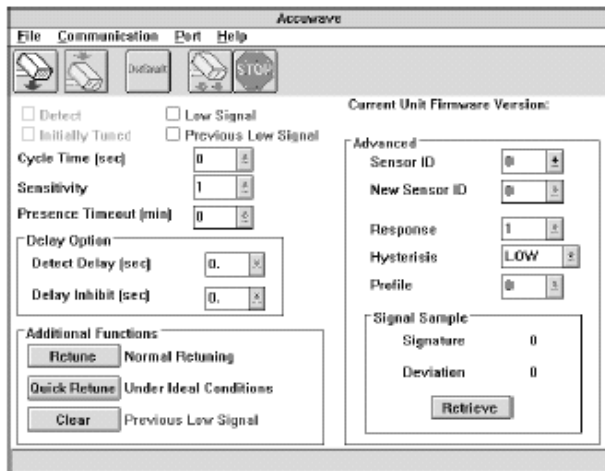 Accuwave
File Communication Port Help
Default
STOP
Detect
Low Signal
Initially Tuned
Previous Low Signal
Cycle Time (sec) 0
Sensitivity 1
Presence Timeout (min) 0
Delay Option
Detect Delay (sec) 0.
Delay Inhibit (sec) 0.
Additional Functions
Retune Normal Retuning
Quick Retune Under Ideal Conditions
Clear Previous Low Signal
Current Unit Firmware Version:
Advanced
Sensor ID 0
New Sensor ID 0
Response 1
Hysterisis LOW
Profile 0
Signal Sample
Signature 0
Deviation 0
Retrieve